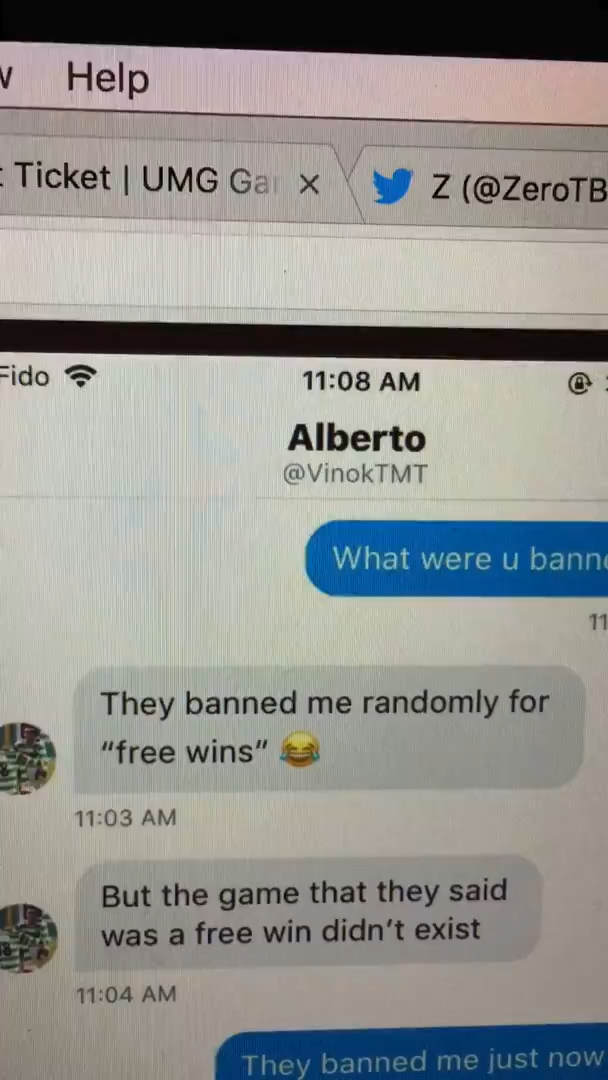 Help
Ticket | UMG Gar
Z (@ZeroTB
Fido
11:08 AM
Alberto
@VinokTMT
What were u bann
11
They banned me randomly for
“free wins” 😂
11:03 AM
But the game that they said
was a free win didn’t exist
11:04 AM
They banned me just now